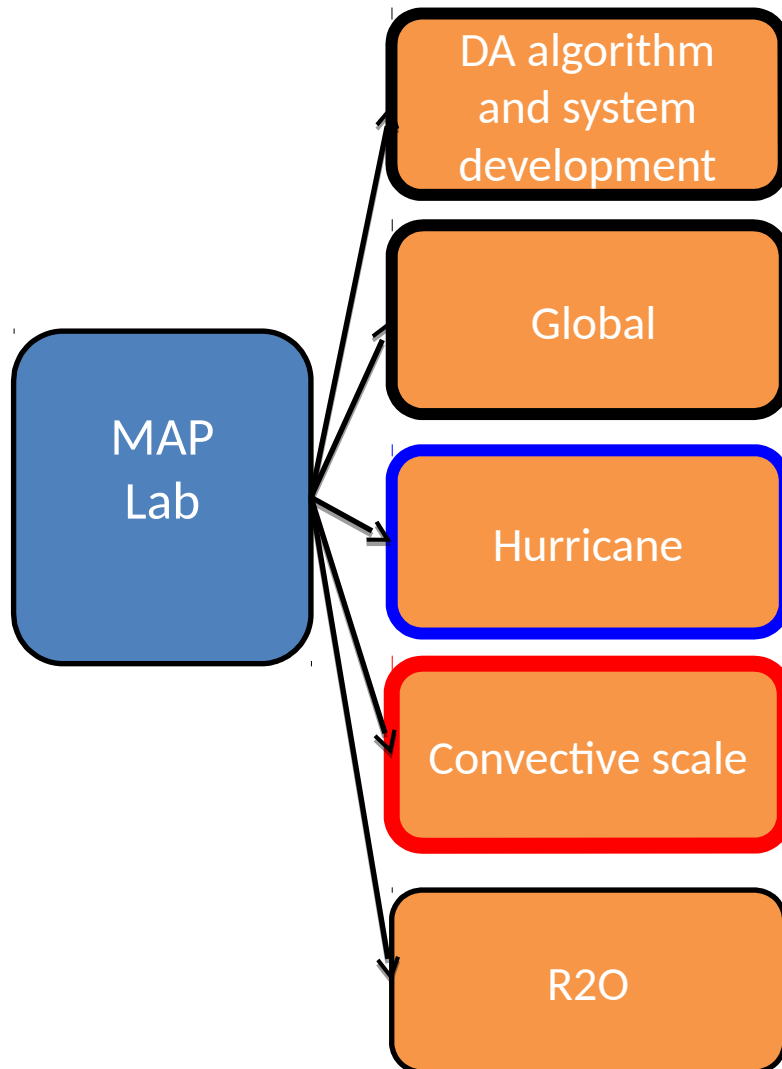 DA algorithm
and system
development
Global
MAP
Lab
Hurricane
Convective scale
R2O